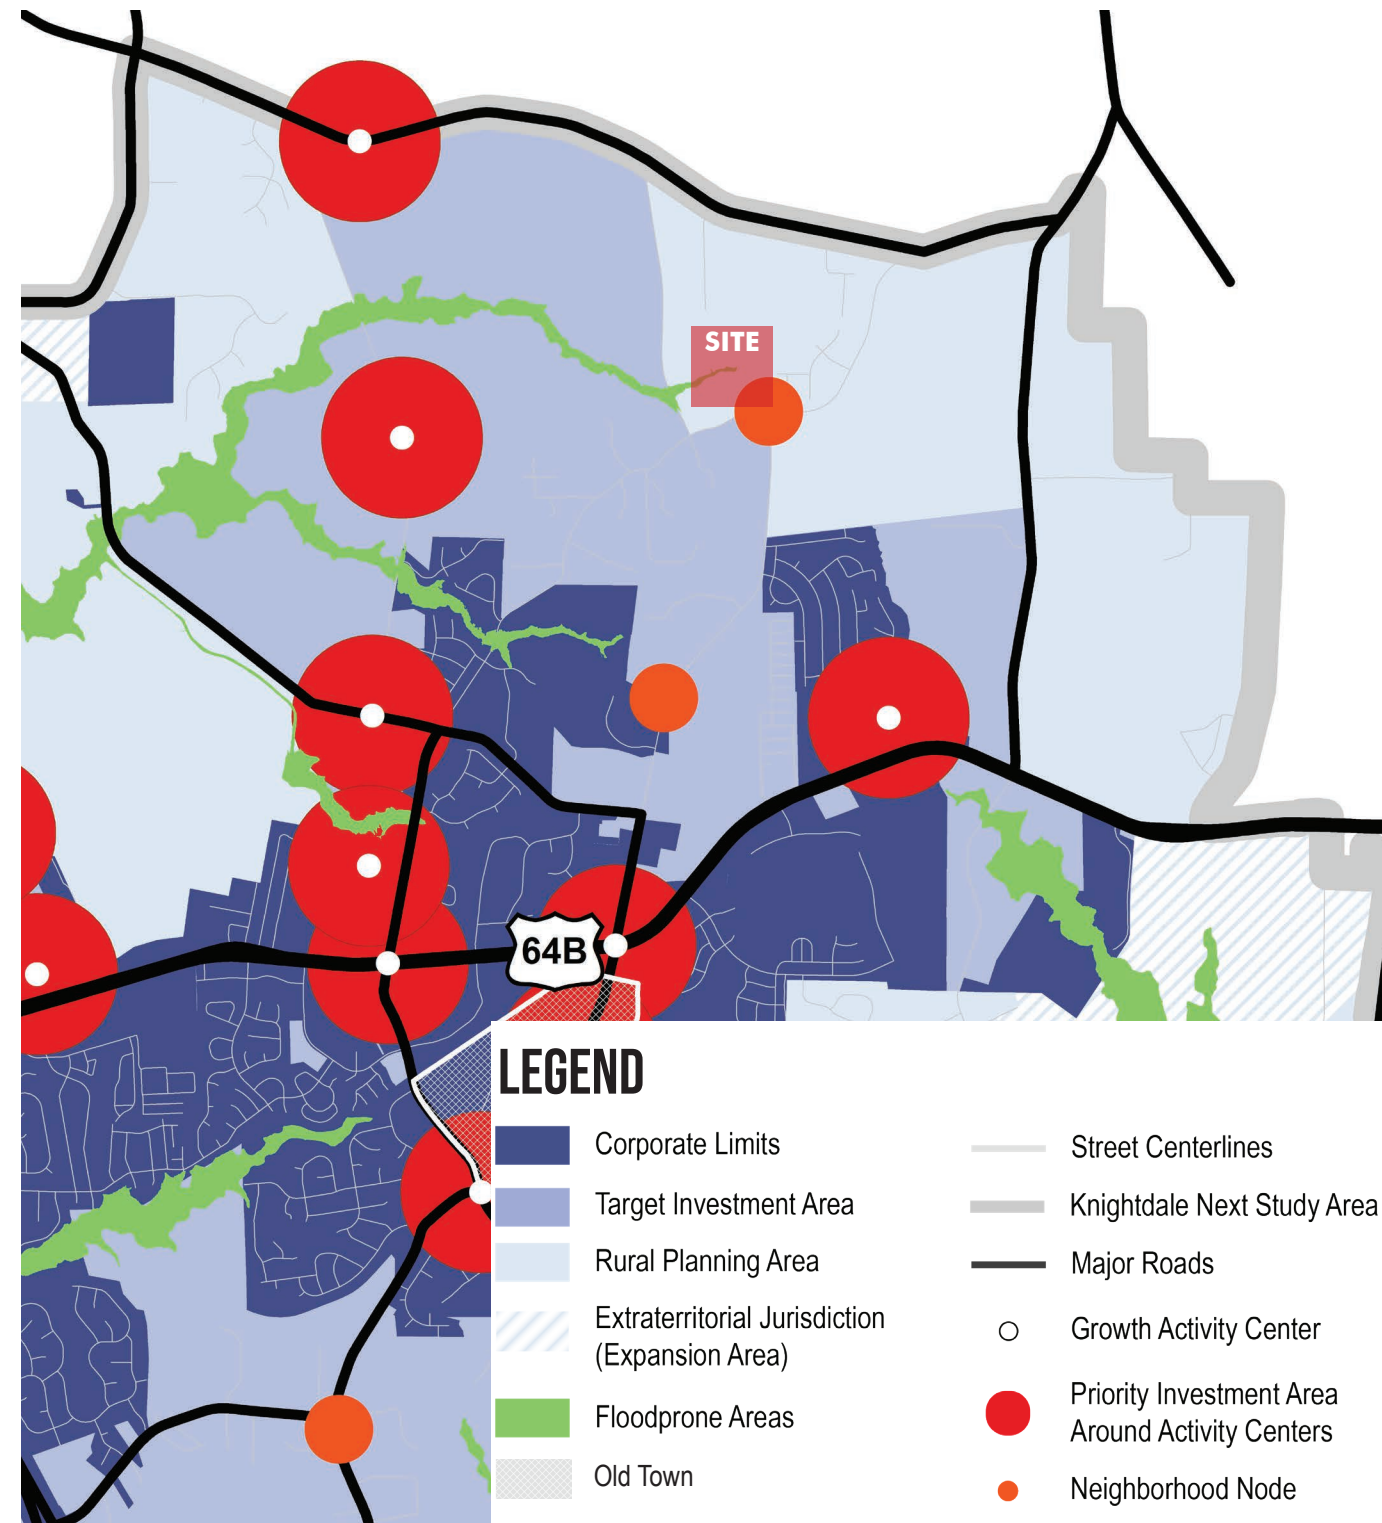 SITE
64B
LEGEND
Corporate Limits
Target Investment Area
Rural Planning Area
Extraterritorial Jurisdiction
(Expansion Area)
Floodprone Areas
Old Town
Street Centerlines
Knightdale Next Study Area
Major Roads
Growth Activity Center
Priority Investment Area
Around Activity Centers
Neighborhood Node